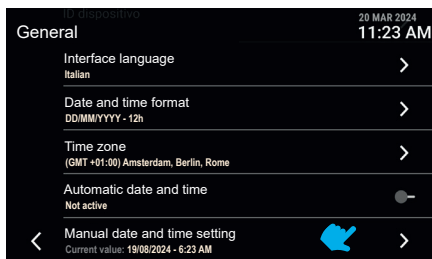 ID dispositivo
20 MAR 2024
General
11:23 AM
Interface language
Italian
Date and time format
DD/MM/YYYY - 12h
Time zone
(GMT +01:00) Amsterdam, Berlin, Rome
Automatic date and time
Not active
Manual date and time setting
Current value: 19/08/2024 - 6:23 AM